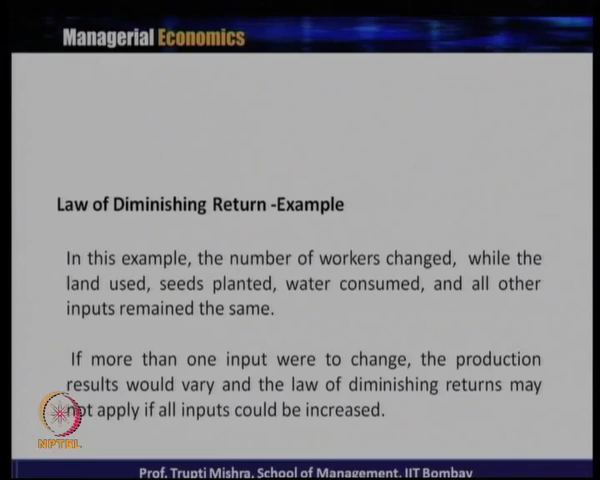 Managerial Economics
Law of Diminishing Return -Example
In this example, the number of workers changed, while the
land used, seeds planted, water consumed, and all other
inputs remained the same.
If more than one input were to change, the production
results would vary and the law of diminishing returns may
not apply if all inputs could be increased.
NPTEL
Prof. Trupti Mishra, School of Management, IIT Bombay